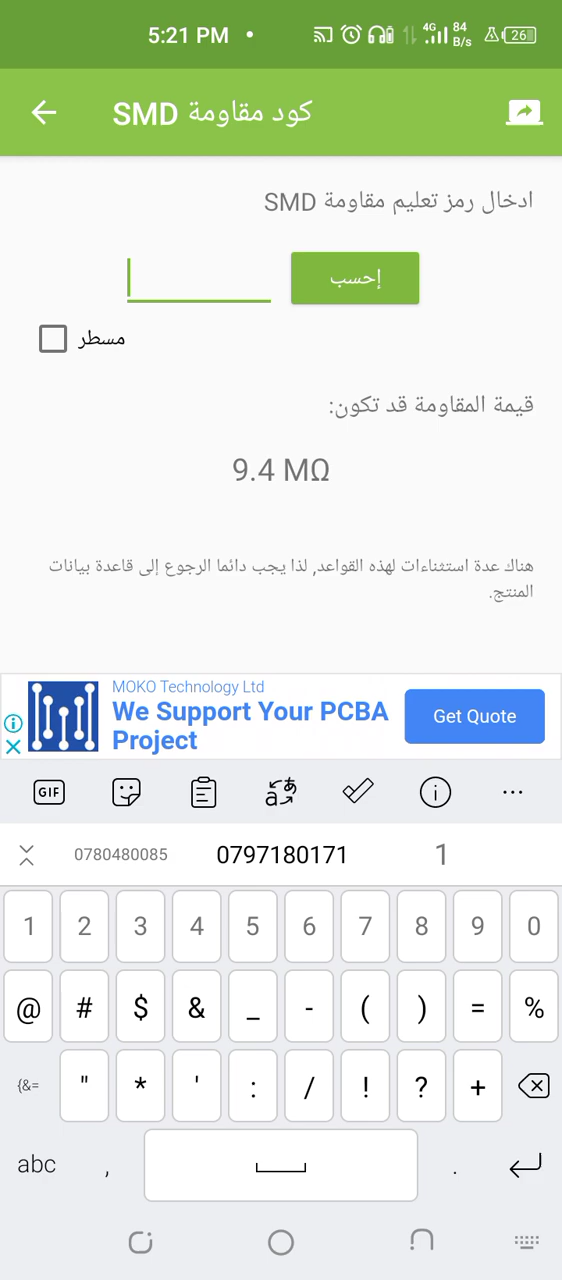 5:21 PM • 4G 84 B/s 26
كود مقاومة SMD
ادخال رمز تعليم مقاومة SMD
إحسب
مسطر
قيمة المقاومة قد تكون:
9.4 MΩ
هناك عدة استثناءات لهذه القواعد, لذا يجب دائما الرجوع إلى قاعدة بيانات
المنتج.
MOKO Technology Ltd
We Support Your PCBA
Project
Get Quote
GIF
0780480085 0797180171 1
1 2 3 4 5 6 7 8 9 0
@ # $ & _ - ( ) = %
{&= " * ' : / ! ? +
abc , .